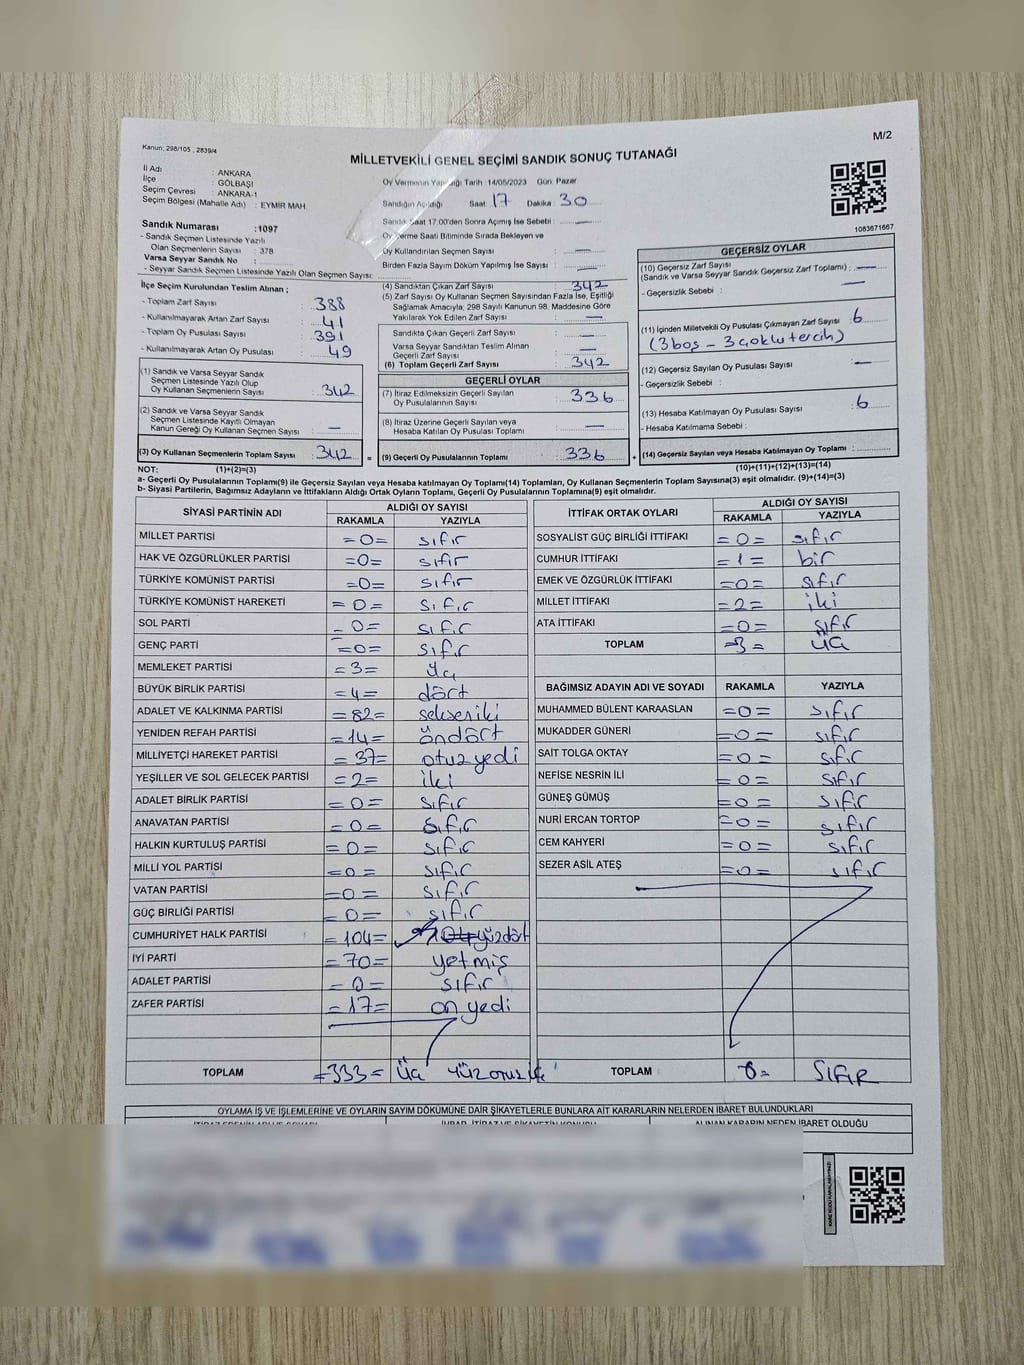 Kanun: 298/105 , 2839/4
M/2
MİLLETVEKİLİ GENEL SEÇİMİ SANDIK SONUÇ TUTANAĞI
İl Adı : ANKARA
İlçe : GÖLBAŞI
Seçim Çevresi : ANKARA-1
Seçim Bölgesi (Mahalle Adı) : EYMİR MAH.
Oy Vermenin Yapıldığı Tarih :14/05/2023 Gün: Pazar
Sandığın Açıldığı Saat: 17 Dakika: 30
Sandık Saat 17:00'den Sonra Açımış İse Sebebi :
Oy Verme Saati Bitiminde Sırada Bekleyen ve
Oy Kullandırılan Seçmen Sayısı :
Birden Fazla Sayım Döküm Yapılmış İse Sayısı :
1063671667
Sandık Numarası :1097
- Sandık Seçmen Listesinde Yazılı
Olan Seçmenlerin Sayısı : 378
Varsa Seyyar Sandık No :
- Seyyar Sandık Seçmen Listesinde Yazılı Olan Seçmen Sayısı:
İlçe Seçim Kurulundan Teslim Alınan ;
- Toplam Zarf Sayısı : 388
- Kullanılmayarak Artan Zarf Sayısı : 41
- Toplam Oy Pusulası Sayısı : 391
- Kullanılmayarak Artan Oy Pusulası : 49
(1) Sandık ve Varsa Seyyar Sandık
Seçmen Listesinde Yazılı Olup
Oy Kullanan Seçmenlerin Sayısı : 342
(2) Sandık ve Varsa Seyyar Sandık
Seçmen Listesinde Kayıtlı Olmayan
Kanun Gereği Oy Kullanan Seçmen Sayısı : —
(3) Oy Kullanan Seçmenlerin Toplam Sayısı : 342 =
(4) Sandıktan Çıkan Zarf Sayısı : 342
(5) Zarf Sayısı Oy Kullanan Seçmen Sayısından Fazla İse, Eşitliği
Sağlamak Amacıyla; 298 Sayılı Kanunun 98. Maddesine Göre
Yakılarak Yok Edilen Zarf Sayısı : —
Sandıkta Çıkan Geçerli Zarf Sayısı : —
Varsa Seyyar Sandıktan Teslim Alınan
Geçerli Zarf Sayısı : —
(6) Toplam Geçerli Zarf Sayısı : 342
GEÇERLİ OYLAR
(7) İtiraz Edilmeksizin Geçerli Sayılan
Oy Pusulalarının Sayısı : 336
(8) İtiraz Üzerine Geçerli Sayılan veya
Hesaba Katılan Oy Pusulası Toplamı : —
(9) Geçerli Oy Pusulalarının Toplamı : 336 +
GEÇERSİZ OYLAR
(10) Geçersiz Zarf Sayısı
(Sandık ve Varsa Seyyar Sandık Geçersiz Zarf Toplamı) : —
- Geçersizlik Sebebi :
(11) İçinden Milletvekili Oy Pusulası Çıkmayan Zarf Sayısı : 6
(3 boş - 3 çoklu tercih)
(12) Geçersiz Sayılan Oy Pusulası Sayısı : —
- Geçersizlik Sebebi :
(13) Hesaba Katılmayan Oy Pusulası Sayısı : 6
- Hesaba Katılmama Sebebi :
(14) Geçersiz Sayılan veya Hesaba Katılmayan Oy Toplamı :
NOT: (1)+(2)=(3)
(10)+(11)+(12)+(13)=(14)
a- Geçerli Oy Pusulasının Toplamı(9) ile Geçersiz Sayılan veya Hesaba Katılmayan Oy Toplamı(14) Toplamları, Oy Kullanan Seçmenlerin Toplam Sayısına(3) eşit olmalıdır. (9)+(14)=(3)
b- Siyasi Partilerin, Bağımsız Adayların ve İttifakların Aldığı Ortak Oyların Toplamı, Geçerli Oy Pusulalarının Toplamına(9) eşit olmalıdır.
SİYASİ PARTİNİN ADI ALDIĞI OY SAYISI
RAKAMLA YAZIYLA
MİLLET PARTİSİ =0= sıfır
HAK VE ÖZGÜRLÜKLER PARTİSİ =0= sıfır
TÜRKİYE KOMÜNİST PARTİSİ =0= sıfır
TÜRKİYE KOMÜNİST HAREKETİ =0= sıfır
SOL PARTİ =0= sıfır
GENÇ PARTİ =0= sıfır
MEMLEKET PARTİSİ =3= üç
BÜYÜK BİRLİK PARTİSİ =4= dört
ADALET VE KALKINMA PARTİSİ =82= sekseniki
YENİDEN REFAH PARTİSİ =14= öndört
MİLLİYETÇİ HAREKET PARTİSİ =37= otuzyedi
YEŞİLLER VE SOL GELECEK PARTİSİ =2= iki
ADALET BİRLİK PARTİSİ =0= sıfır
ANAVATAN PARTİSİ =0= sıfır
HALKIN KURTULUŞ PARTİSİ =0= sıfır
MİLLİ YOL PARTİSİ =0= sıfır
VATAN PARTİSİ =0= sıfır
GÜÇ BİRLİĞİ PARTİSİ =0= sıfır
CUMHURİYET HALK PARTİSİ =104= 104 yüzdört
İYİ PARTİ =70= yetmiş
ADALET PARTİSİ =0= sıfır
ZAFER PARTİSİ =17= onyedi
TOPLAM =333= üç yüzotuz
İTTİFAK ORTAK OYLARI ALDIĞI OY SAYISI
RAKAMLA YAZIYLA
SOSYALİST GÜÇ BİRLİĞİ İTTİFAKI =0= sıfır
CUMHUR İTTİFAKI =1= bir
EMEK VE ÖZGÜRLÜK İTTİFAKI =0= sıfır
MİLLET İTTİFAKI =2= iki
ATA İTTİFAKI =0= sıfır
TOPLAM =3= üç
BAĞIMSIZ ADAYIN ADI VE SOYADI RAKAMLA YAZIYLA
MUHAMMED BÜLENT KARAASLAN =0= sıfır
MUKADDER GÜNERİ =0= sıfır
SAİT TOLGA OKTAY =0= sıfır
NEFİSE NESRİN İLİ =0= sıfır
GÜNEŞ GÜMÜŞ =0= sıfır
NURİ ERCAN TORTOP =0= sıfır
CEM KAHYERİ =0= sıfır
SEZER ASİL ATEŞ =0= sıfır
TOPLAM 0= SIFIR
OYLAMA İŞ VE İŞLEMLERİNE VE OYLARIN SAYIM DÖKÜMÜNE DAİR ŞİKAYETLERLE BUNLARA AİT KARARLARIN NELERDEN İBARET BULUNDUKLARI
ALINAN KARARIN NEDEN İBARET OLDUĞU